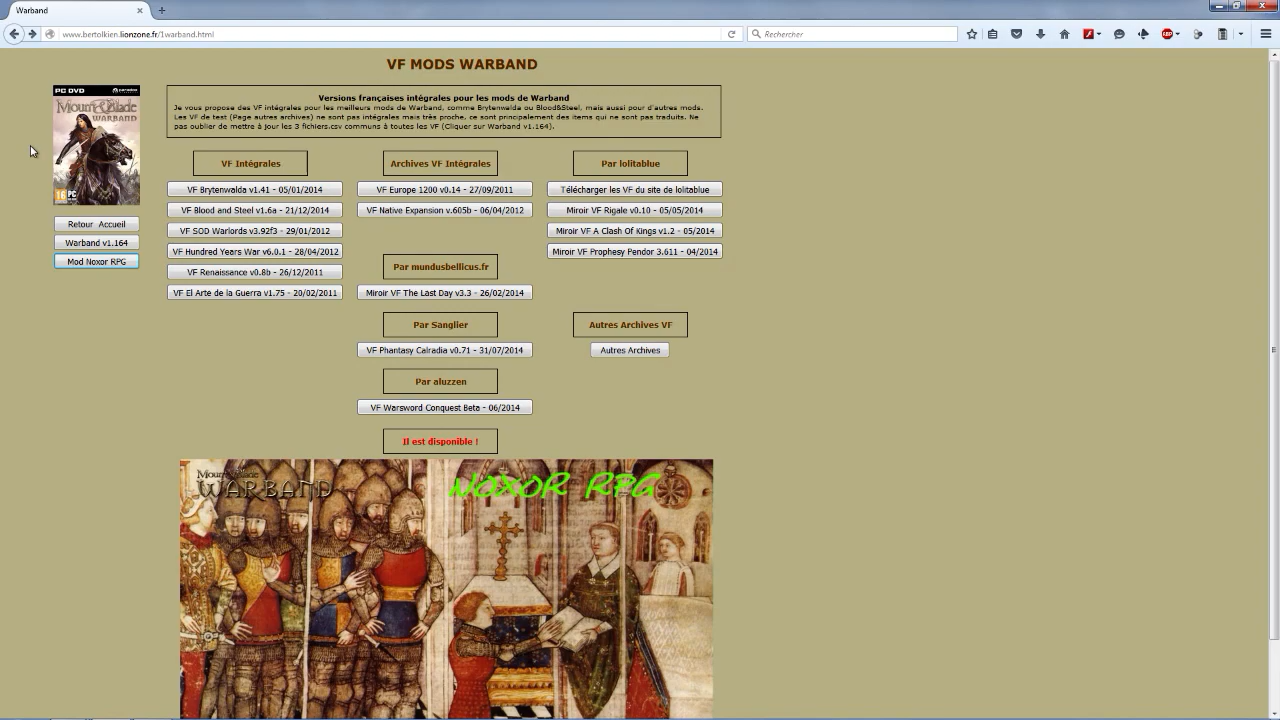 Warband
www.bertolkien.lionzone.fr/1warband.html
Rechercher
ABP
VF MODS WARBAND
PC DVD
paradox
Mount&Blade
WARBAND
16
PC
Retour Accueil
Warband v1.164
Mod Noxor RPG
Versions françaises intégrales pour les mods de Warband
Je vous propose des VF intégrales pour les meilleurs mods de Warband, comme Brytenwalda ou Blood&Steel, mais aussi pour d'autres mods.
Les VF de test (Page autres archives) ne sont pas intégrales mais très proche, ce sont principalement des items qui ne sont pas traduits. Ne
pas oublier de mettre à jour les 3 fichiers.csv communs à toutes les VF (Cliquer sur Warband v1.164).
VF Intégrales
VF Brytenwalda v1.41 - 05/01/2014
VF Blood and Steel v1.6a - 21/12/2014
VF SOD Warlords v3.92f3 - 29/01/2012
VF Hundred Years War v6.0.1 - 28/04/2012
VF Renaissance v0.8b - 26/12/2011
VF El Arte de la Guerra v1.75 - 20/02/2011
Archives VF Intégrales
VF Europe 1200 v0.14 - 27/09/2011
VF Native Expansion v.605b - 06/04/2012
Par mundusbellicus.fr
Miroir VF The Last Day v3.3 - 26/02/2014
Par Sanglier
VF Phantasy Calradia v0.71 - 31/07/2014
Par aluzzen
VF Warsword Conquest Beta - 06/2014
Il est disponible !
Par lolitablue
Télécharger les VF du site de lolitablue
Miroir VF Rigale v0.10 - 05/05/2014
Miroir VF A Clash Of Kings v1.2 - 05/2014
Miroir VF Prophesy Pendor 3.611 - 04/2014
Autres Archives VF
Autres Archives
Mount&Blade
WARBAND
NOXOR RPG